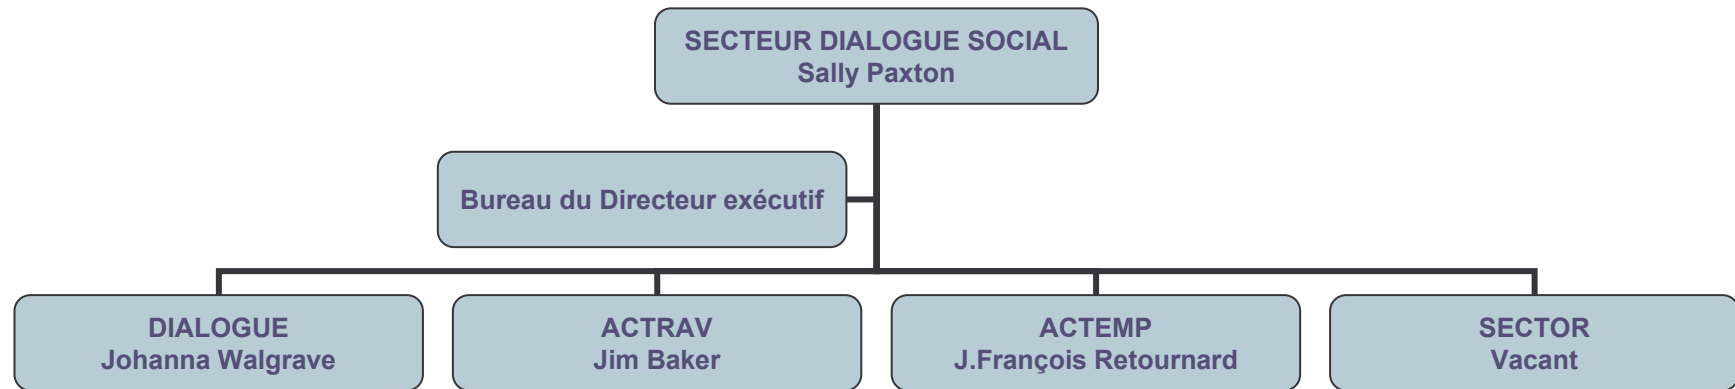 SECTEUR DIALOGUE SOCIAL
Sally Paxton
Bureau du Directeur exécutif
DIALOGUE
Johanna Walgrave
ACTRAV
Jim Baker
ACTEMP
J.François Retournard
SECTOR
Vacant